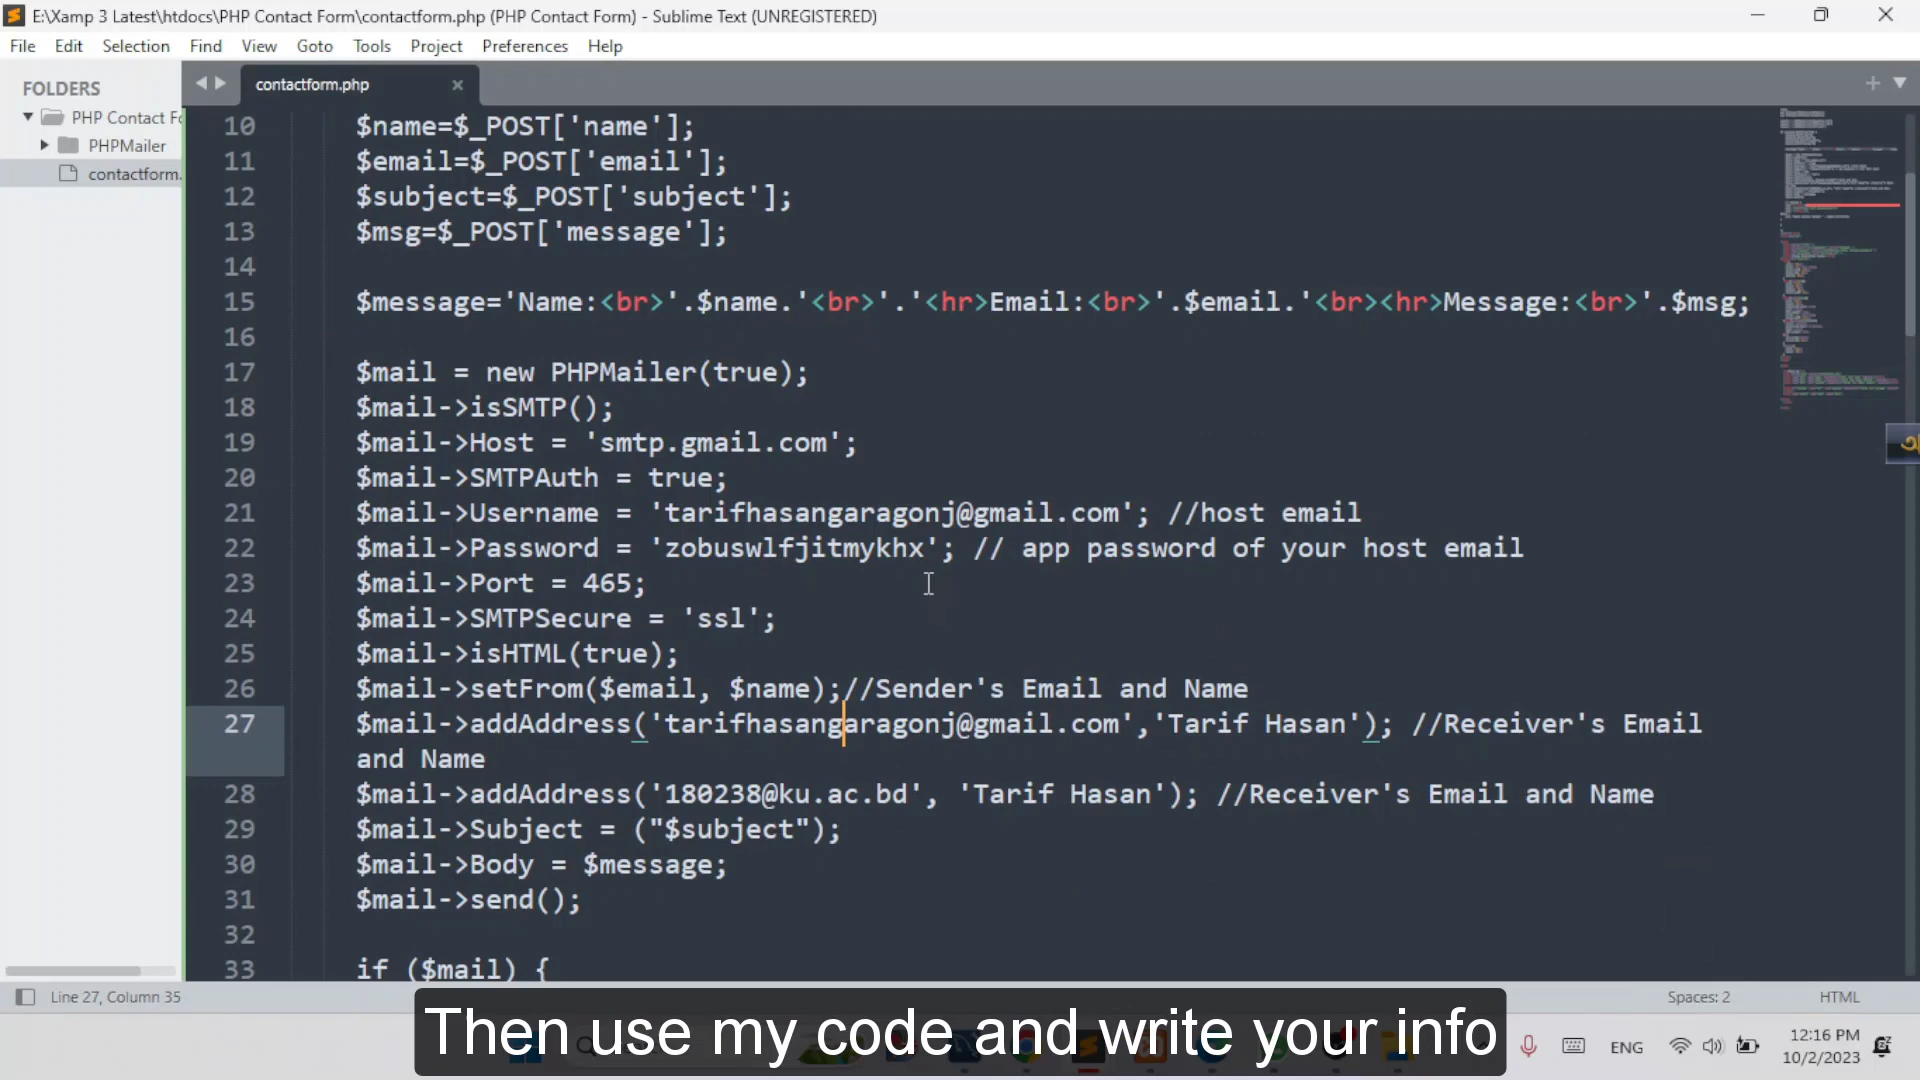 E:\Xamp 3 Latest\htdocs\PHP Contact Form\contactform.php (PHP Contact Form) - Sublime Text (UNREGISTERED)
File Edit Selection Find View Goto Tools Project Preferences Help
FOLDERS
PHP Contact Fo
PHPMailer
contactform.
contactform.php
10 $name=$_POST['name'];
11 $email=$_POST['email'];
12 $subject=$_POST['subject'];
13 $msg=$_POST['message'];
14
15 $message='Name:<br>'.$name.'<br>'.'<hr>Email:<br>'.$email.'<br><hr>Message:<br>'.$msg;
16
17 $mail = new PHPMailer(true);
18 $mail->isSMTP();
19 $mail->Host = 'smtp.gmail.com';
20 $mail->SMTPAuth = true;
21 $mail->Username = 'tarifhasangaragonj@gmail.com'; //host email
22 $mail->Password = 'zobuswlfjitmykhx'; // app password of your host email
23 $mail->Port = 465;
24 $mail->SMTPSecure = 'ssl';
25 $mail->isHTML(true);
26 $mail->setFrom($email, $name);//Sender's Email and Name
27 $mail->addAddress('tarifhasangaragonj@gmail.com','Tarif Hasan'); //Receiver's Email
and Name
28 $mail->addAddress('180238@ku.ac.bd', 'Tarif Hasan'); //Receiver's Email and Name
29 $mail->Subject = ("$subject");
30 $mail->Body = $message;
31 $mail->send();
32
33 if ($mail) {
Line 27, Column 35
Spaces: 2 HTML
Then use my code and write your info
ENG
12:16 PM
10/2/2023